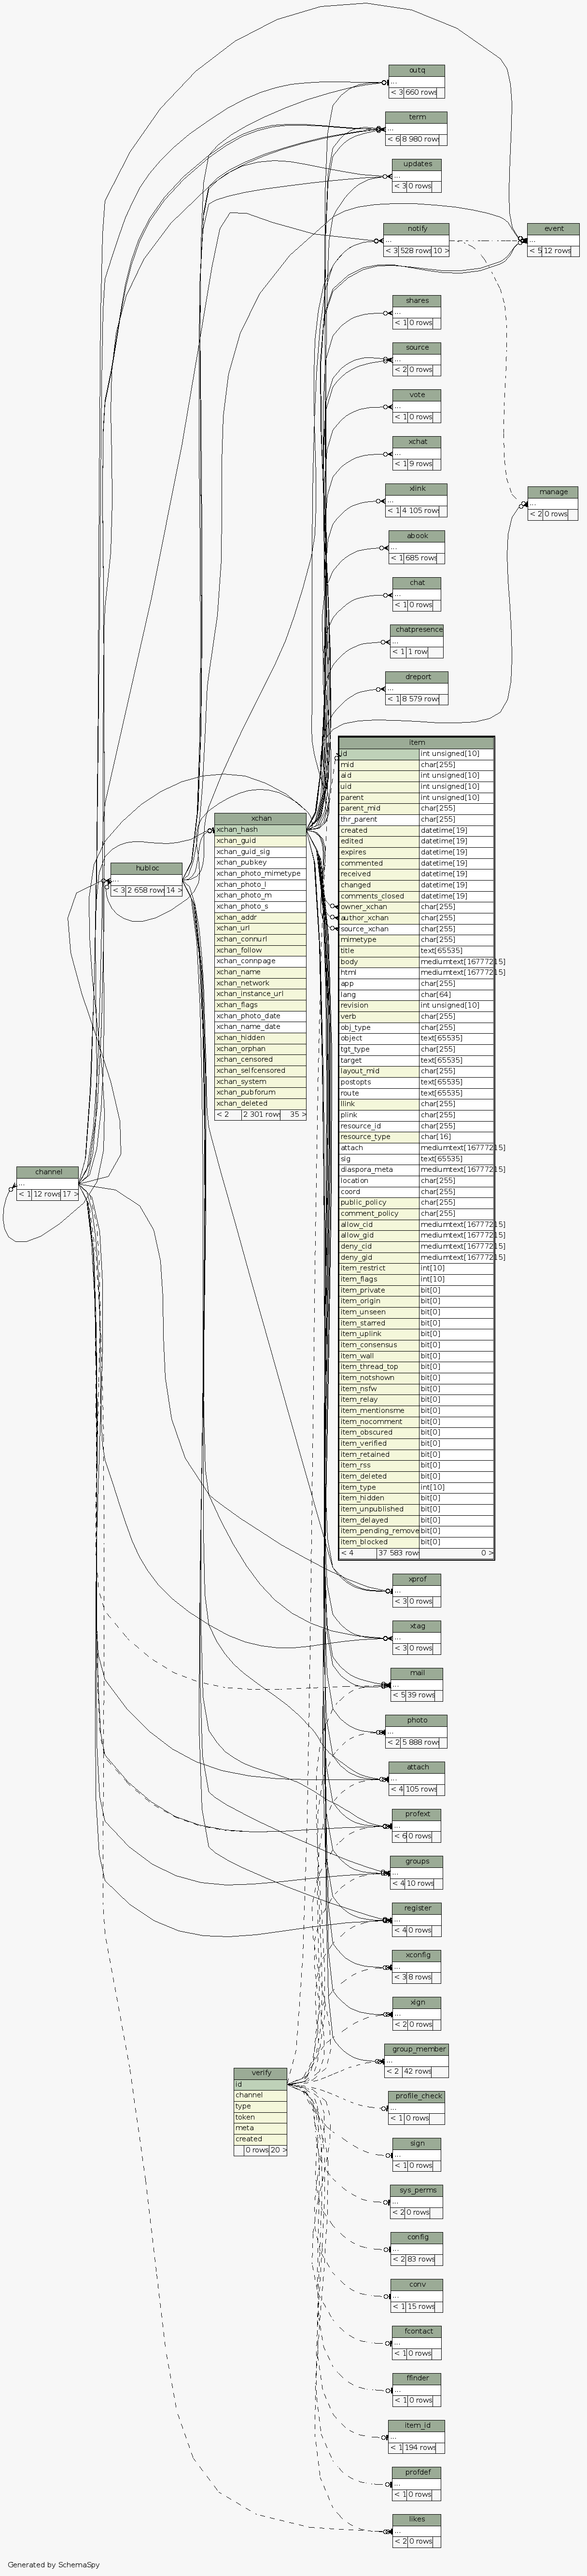 outq
...
< 3 660 rows
term
...
< 6 8 980 rows
updates
...
< 3 0 rows
notify
...
< 3 528 rows 10 >
event
...
< 5 12 rows
shares
...
< 1 0 rows
source
...
< 2 0 rows
vote
...
< 1 0 rows
xchat
...
< 1 9 rows
xlink
...
< 1 4 105 rows
manage
...
< 2 0 rows
abook
...
< 1 685 rows
chat
...
< 1 0 rows
chatpresence
...
< 1 1 row
dreport
...
< 1 8 579 rows
item
id int unsigned[10]
mid char[255]
aid int unsigned[10]
uid int unsigned[10]
parent int unsigned[10]
parent_mid char[255]
thr_parent char[255]
created datetime[19]
edited datetime[19]
expires datetime[19]
commented datetime[19]
received datetime[19]
changed datetime[19]
comments_closed datetime[19]
owner_xchan char[255]
author_xchan char[255]
source_xchan char[255]
mimetype char[255]
title text[65535]
body mediumtext[16777215]
html mediumtext[16777215]
app char[255]
lang char[64]
revision int unsigned[10]
verb char[255]
obj_type char[255]
object text[65535]
tgt_type char[255]
target text[65535]
layout_mid char[255]
postopts text[65535]
route text[65535]
llink char[255]
plink char[255]
resource_id char[255]
resource_type char[16]
attach mediumtext[16777215]
sig text[65535]
diaspora_meta mediumtext[16777215]
location char[255]
coord char[255]
public_policy char[255]
comment_policy char[255]
allow_cid mediumtext[16777215]
allow_gid mediumtext[16777215]
deny_cid mediumtext[16777215]
deny_gid mediumtext[16777215]
item_restrict int[10]
item_flags int[10]
item_private bit[0]
item_origin bit[0]
item_unseen bit[0]
item_starred bit[0]
item_uplink bit[0]
item_consensus bit[0]
item_wall bit[0]
item_thread_top bit[0]
item_notshown bit[0]
item_nsfw bit[0]
item_relay bit[0]
item_mentionsme bit[0]
item_nocomment bit[0]
item_obscured bit[0]
item_verified bit[0]
item_retained bit[0]
item_rss bit[0]
item_deleted bit[0]
item_type int[10]
item_hidden bit[0]
item_unpublished bit[0]
item_delayed bit[0]
item_pending_remove bit[0]
item_blocked bit[0]
< 4 37 583 rows 0 >
xchan
xchan_hash
xchan_guid
xchan_guid_sig
xchan_pubkey
xchan_photo_mimetype
xchan_photo_l
xchan_photo_m
xchan_photo_s
xchan_addr
xchan_url
xchan_connurl
xchan_follow
xchan_connpage
xchan_name
xchan_network
xchan_instance_url
xchan_flags
xchan_photo_date
xchan_name_date
xchan_hidden
xchan_orphan
xchan_censored
xchan_selfcensored
xchan_system
xchan_pubforum
xchan_deleted
< 2 2 301 rows 35 >
hubloc
...
< 3 2 658 rows 14 >
channel
...
< 1 12 rows 17 >
xprof
...
< 3 0 rows
xtag
...
< 3 0 rows
mail
...
< 5 39 rows
photo
...
< 2 5 888 rows
attach
...
< 4 105 rows
profext
...
< 6 0 rows
groups
...
< 4 10 rows
register
...
< 4 0 rows
xconfig
...
< 3 8 rows
xign
...
< 2 0 rows
group_member
...
< 2 42 rows
verify
id
channel
type
token
meta
created
0 rows 20 >
profile_check
...
< 1 0 rows
sign
...
< 1 0 rows
sys_perms
...
< 2 0 rows
config
...
< 2 83 rows
conv
...
< 1 15 rows
fcontact
...
< 1 0 rows
ffinder
...
< 1 0 rows
item_id
...
< 1 194 rows
profdef
...
< 1 0 rows
likes
...
< 2 0 rows
Generated by SchemaSpy